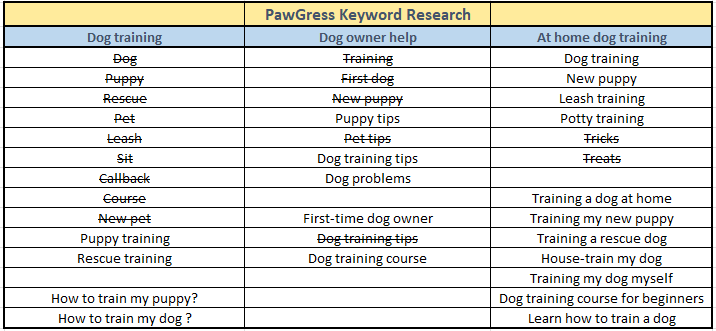 PawGress Keyword Research
Dog training Dog owner help At home dog training
Dog Training Dog training
Puppy First dog New puppy
Rescue New puppy Leash training
Pet Puppy tips Potty training
Leash Pet tips Tricks
Sit Dog training tips Treats
Callback Dog problems
Course Training a dog at home
New pet First-time dog owner Training my new puppy
Puppy training Dog training tips Training a rescue dog
Rescue training Dog training course House-train my dog
Training my dog myself
How to train my puppy? Dog training course for beginners
How to train my dog ? Learn how to train a dog